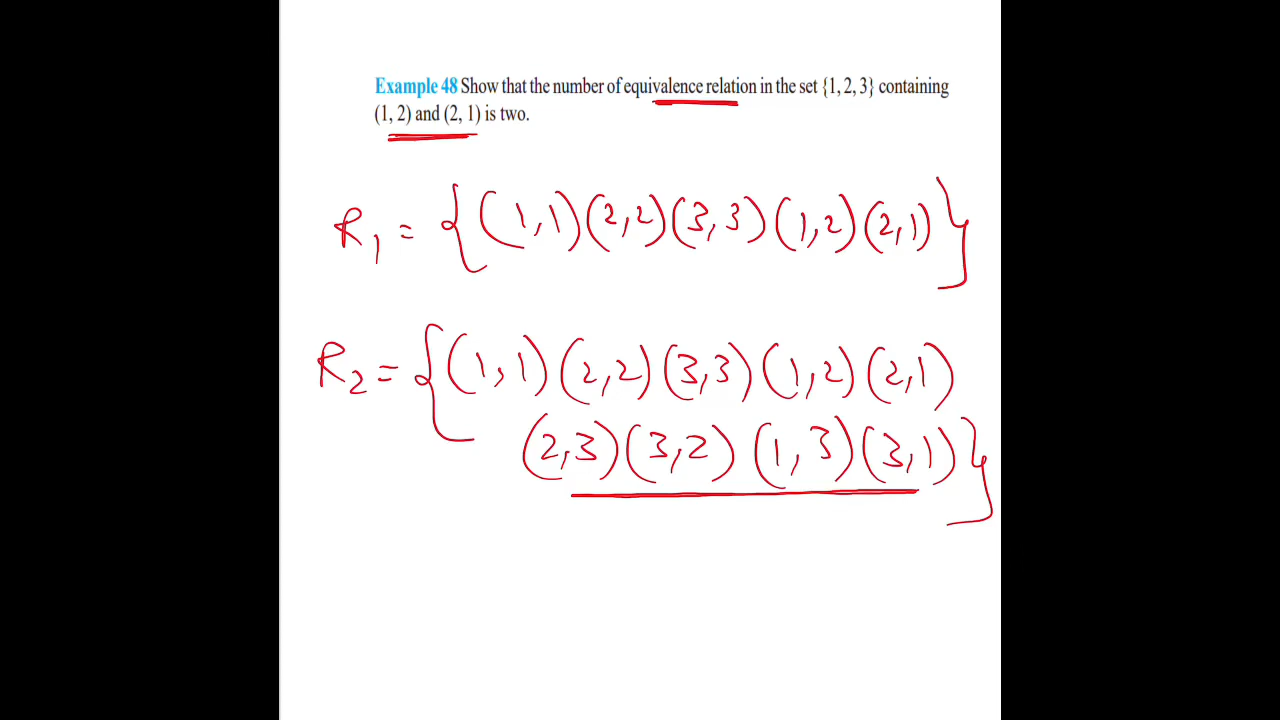 Example 48 Show that the number of equivalence relation in the set {1, 2, 3} containing
(1, 2) and (2, 1) is two.
R₁ = {(1,1)(2,2)(3,3)(1,2)(2,1)}
R₂ = {(1,1)(2,2)(3,3)(1,2)(2,1)
(2,3)(3,2)(1,3)(3,1)}